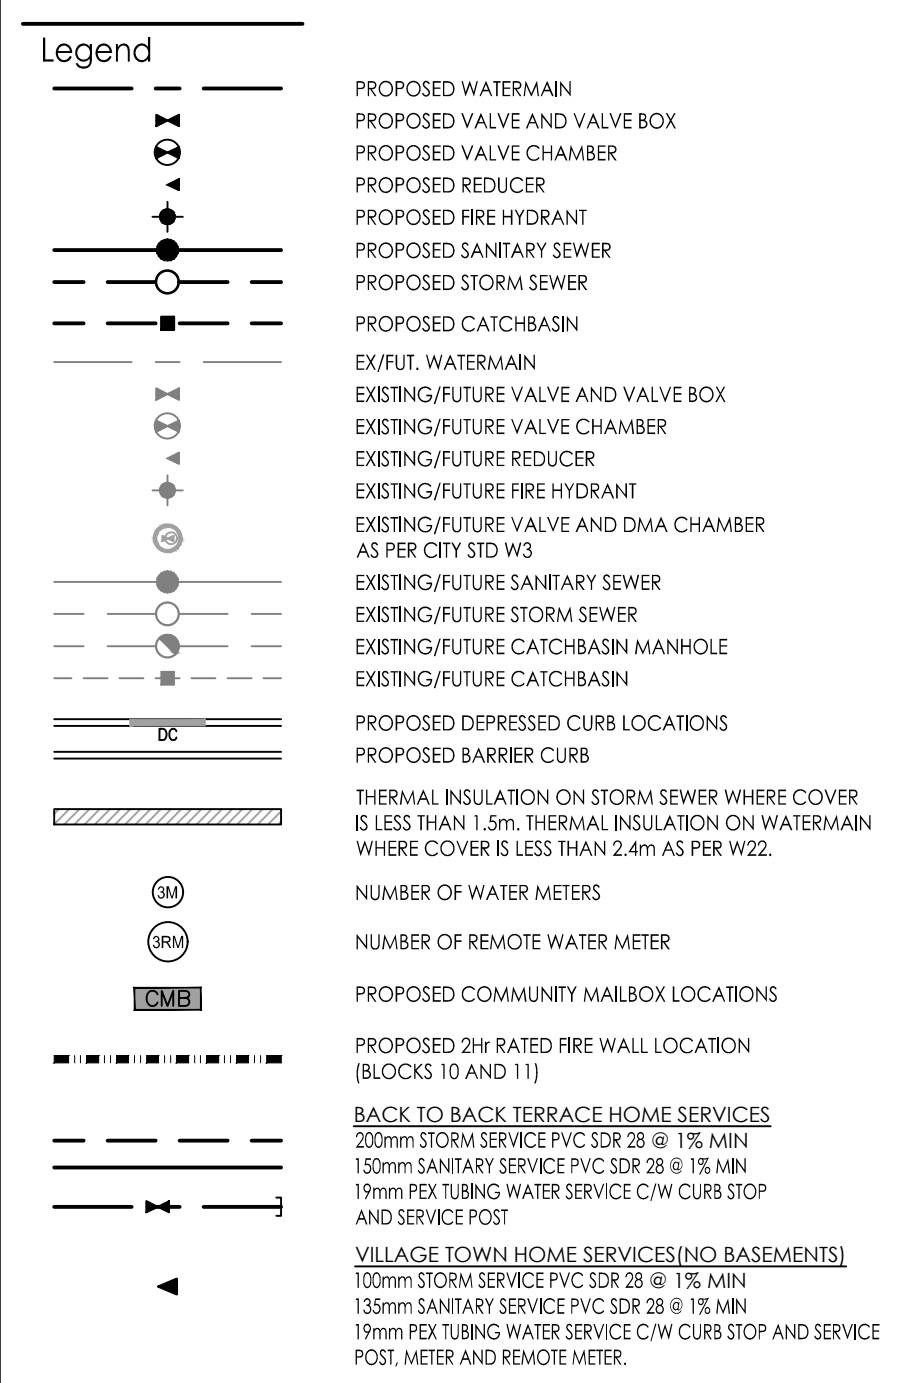 Legend
PROPOSED WATERMAIN
PROPOSED VALVE AND VALVE BOX
PROPOSED VALVE CHAMBER
PROPOSED REDUCER
PROPOSED FIRE HYDRANT
PROPOSED SANITARY SEWER
PROPOSED STORM SEWER
PROPOSED CATCHBASIN
EX/FUT. WATERMAIN
EXISTING/FUTURE VALVE AND VALVE BOX
EXISTING/FUTURE VALVE CHAMBER
EXISTING/FUTURE REDUCER
EXISTING/FUTURE FIRE HYDRANT
EXISTING/FUTURE VALVE AND DMA CHAMBER
AS PER CITY STD W3
EXISTING/FUTURE SANITARY SEWER
EXISTING/FUTURE STORM SEWER
EXISTING/FUTURE CATCHBASIN MANHOLE
EXISTING/FUTURE CATCHBASIN
DC PROPOSED DEPRESSED CURB LOCATIONS
PROPOSED BARRIER CURB
THERMAL INSULATION ON STORM SEWER WHERE COVER
IS LESS THAN 1.5m. THERMAL INSULATION ON WATERMAIN
WHERE COVER IS LESS THAN 2.4m AS PER W22.
3M NUMBER OF WATER METERS
3RM NUMBER OF REMOTE WATER METER
CMB PROPOSED COMMUNITY MAILBOX LOCATIONS
PROPOSED 2Hr RATED FIRE WALL LOCATION
(BLOCKS 10 AND 11)
BACK TO BACK TERRACE HOME SERVICES
200mm STORM SERVICE PVC SDR 28 @ 1% MIN
150mm SANITARY SERVICE PVC SDR 28 @ 1% MIN
19mm PEX TUBING WATER SERVICE C/W CURB STOP
AND SERVICE POST
VILLAGE TOWN HOME SERVICES(NO BASEMENTS)
100mm STORM SERVICE PVC SDR 28 @ 1% MIN
135mm SANITARY SERVICE PVC SDR 28 @ 1% MIN
19mm PEX TUBING WATER SERVICE C/W CURB STOP AND SERVICE
POST, METER AND REMOTE METER.